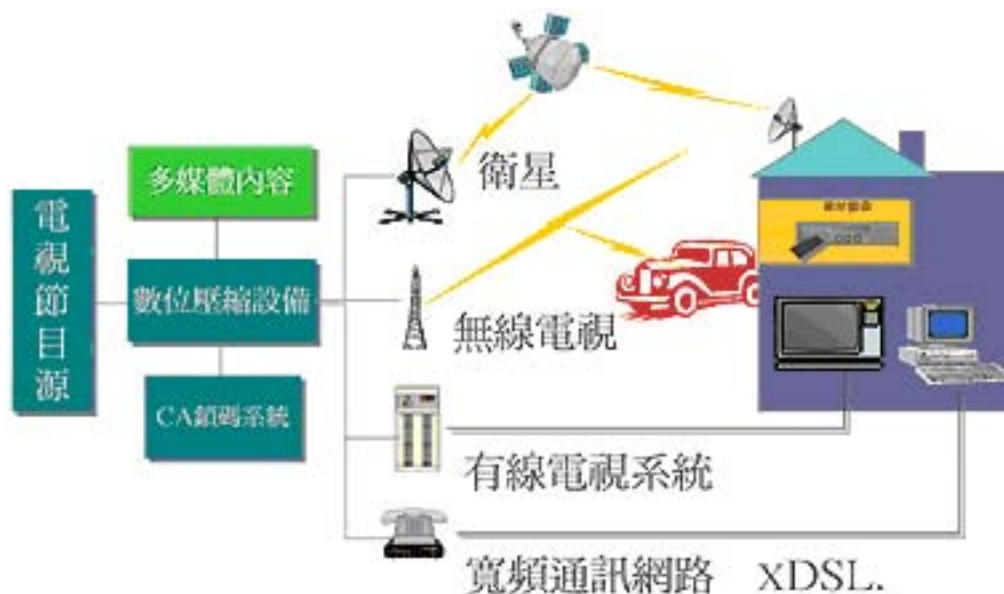 電視節目源
多媒體內容
數位壓縮設備
CA鎖碼系統
衛星
無線電視
有線電視系統
寬頻通訊網路 xDSL.